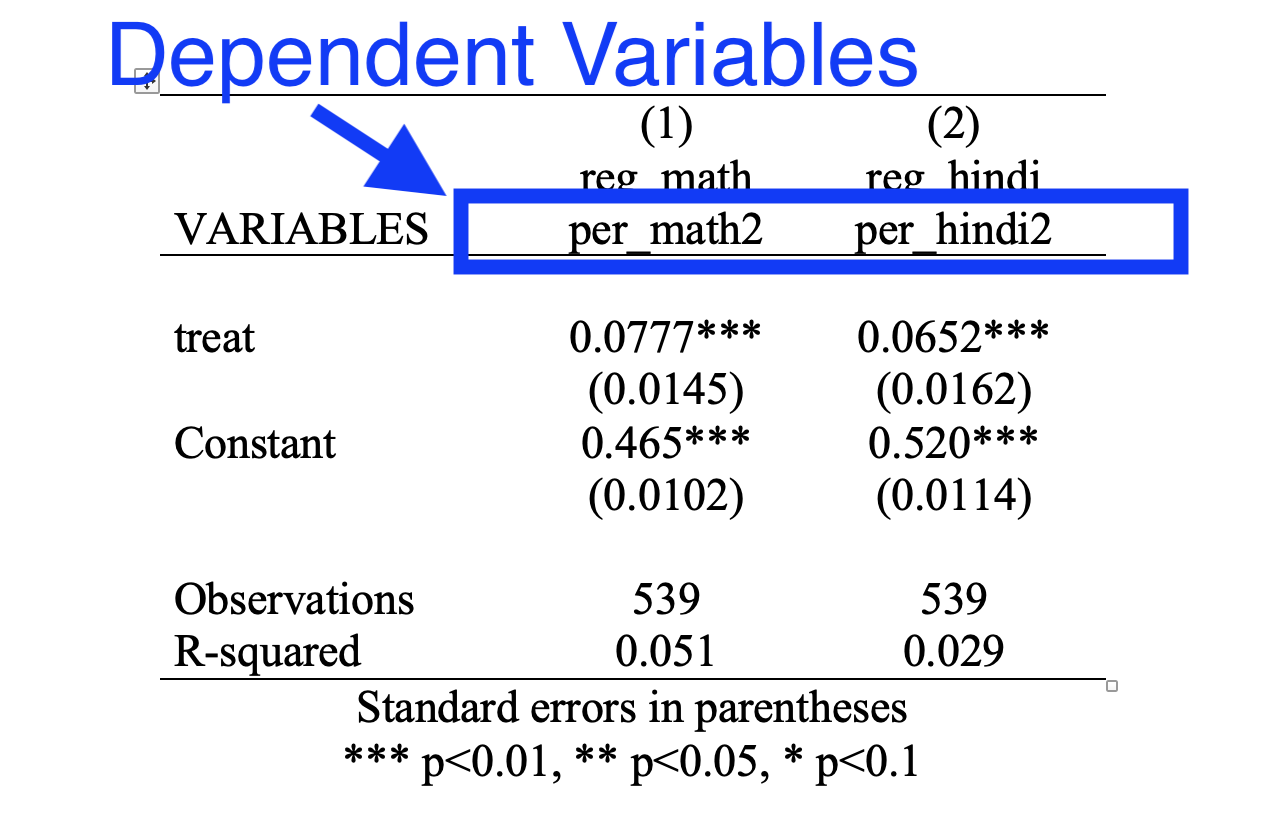 Dependent Variables
(1) (2)
reg_math reg_hindi
VARIABLES per_math2 per_hindi2
treat 0.0777*** 0.0652***
(0.0145) (0.0162)
Constant 0.465*** 0.520***
(0.0102) (0.0114)
Observations 539 539
R-squared 0.051 0.029
Standard errors in parentheses
*** p<0.01, ** p<0.05, * p<0.1